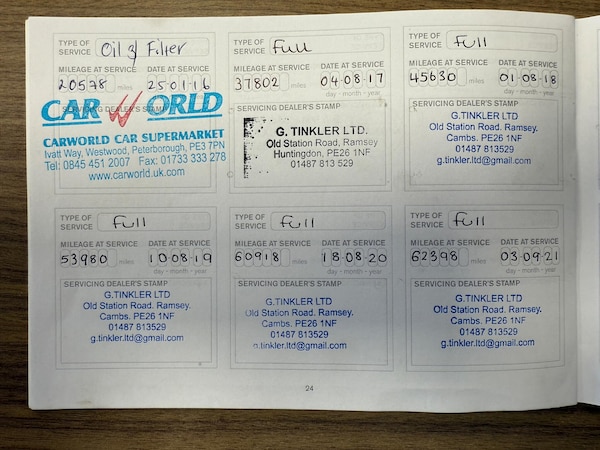 TYPE OF SERVICE Oil & Filter
MILEAGE AT SERVICE DATE AT SERVICE
20578 miles 25·01·16
SERVICING DEALER'S STAMP
CAR WORLD
CARWORLD CAR SUPERMARKET
Ivatt Way, Westwood, Peterborough, PE3 7PN
Tel: 0845 451 2007 Fax: 01733 333 278
www.carworld.uk.com
TYPE OF SERVICE Full
MILEAGE AT SERVICE DATE AT SERVICE
37802 miles 04·08·17
day - month - year
SERVICING DEALER'S STAMP
G. TINKLER LTD.
Old Station Road, Ramsey
Huntingdon, PE26 1NF
01487 813 529
TYPE OF SERVICE Full
MILEAGE AT SERVICE DATE AT SERVICE
45630 miles 01·08·18
day - month - year
SERVICING DEALER'S STAMP
G.TINKLER LTD
Old Station Road, Ramsey.
Cambs. PE26 1NF
01487 813529
g.tinkler.ltd@gmail.com
TYPE OF SERVICE Full
MILEAGE AT SERVICE DATE AT SERVICE
53980 miles 10·08·19
day - month - year
SERVICING DEALER'S STAMP
G.TINKLER LTD
Old Station Road, Ramsey.
Cambs. PE26 1NF
01487 813529
g.tinkler.ltd@gmail.com
TYPE OF SERVICE Full
MILEAGE AT SERVICE DATE AT SERVICE
60918 miles 18·08·20
day - month - year
SERVICING DEALER'S STAMP
G.TINKLER LTD
Old Station Road, Ramsey.
Cambs. PE26 1NF
01487 813529
g.tinkler.ltd@gmail.com
TYPE OF SERVICE Full
MILEAGE AT SERVICE DATE AT SERVICE
62398 miles 03·09·21
day - month - year
SERVICING DEALER'S STAMP
G.TINKLER LTD
Old Station Road, Ramsey.
Cambs. PE26 1NF
01487 813529
g.tinkler.ltd@gmail.com
24